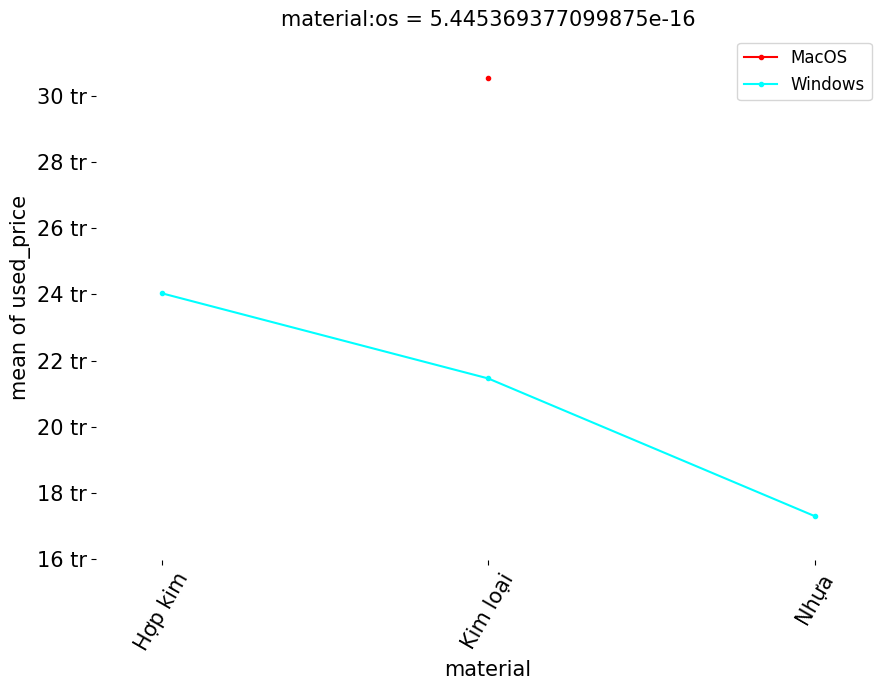 material:os = 5.445369377099875e-16
MacOS
Windows
30 tr
28 tr
26 tr
24 tr
22 tr
20 tr
18 tr
16 tr
mean of used_price
Hợp kim
Kim loại
Nhựa
material